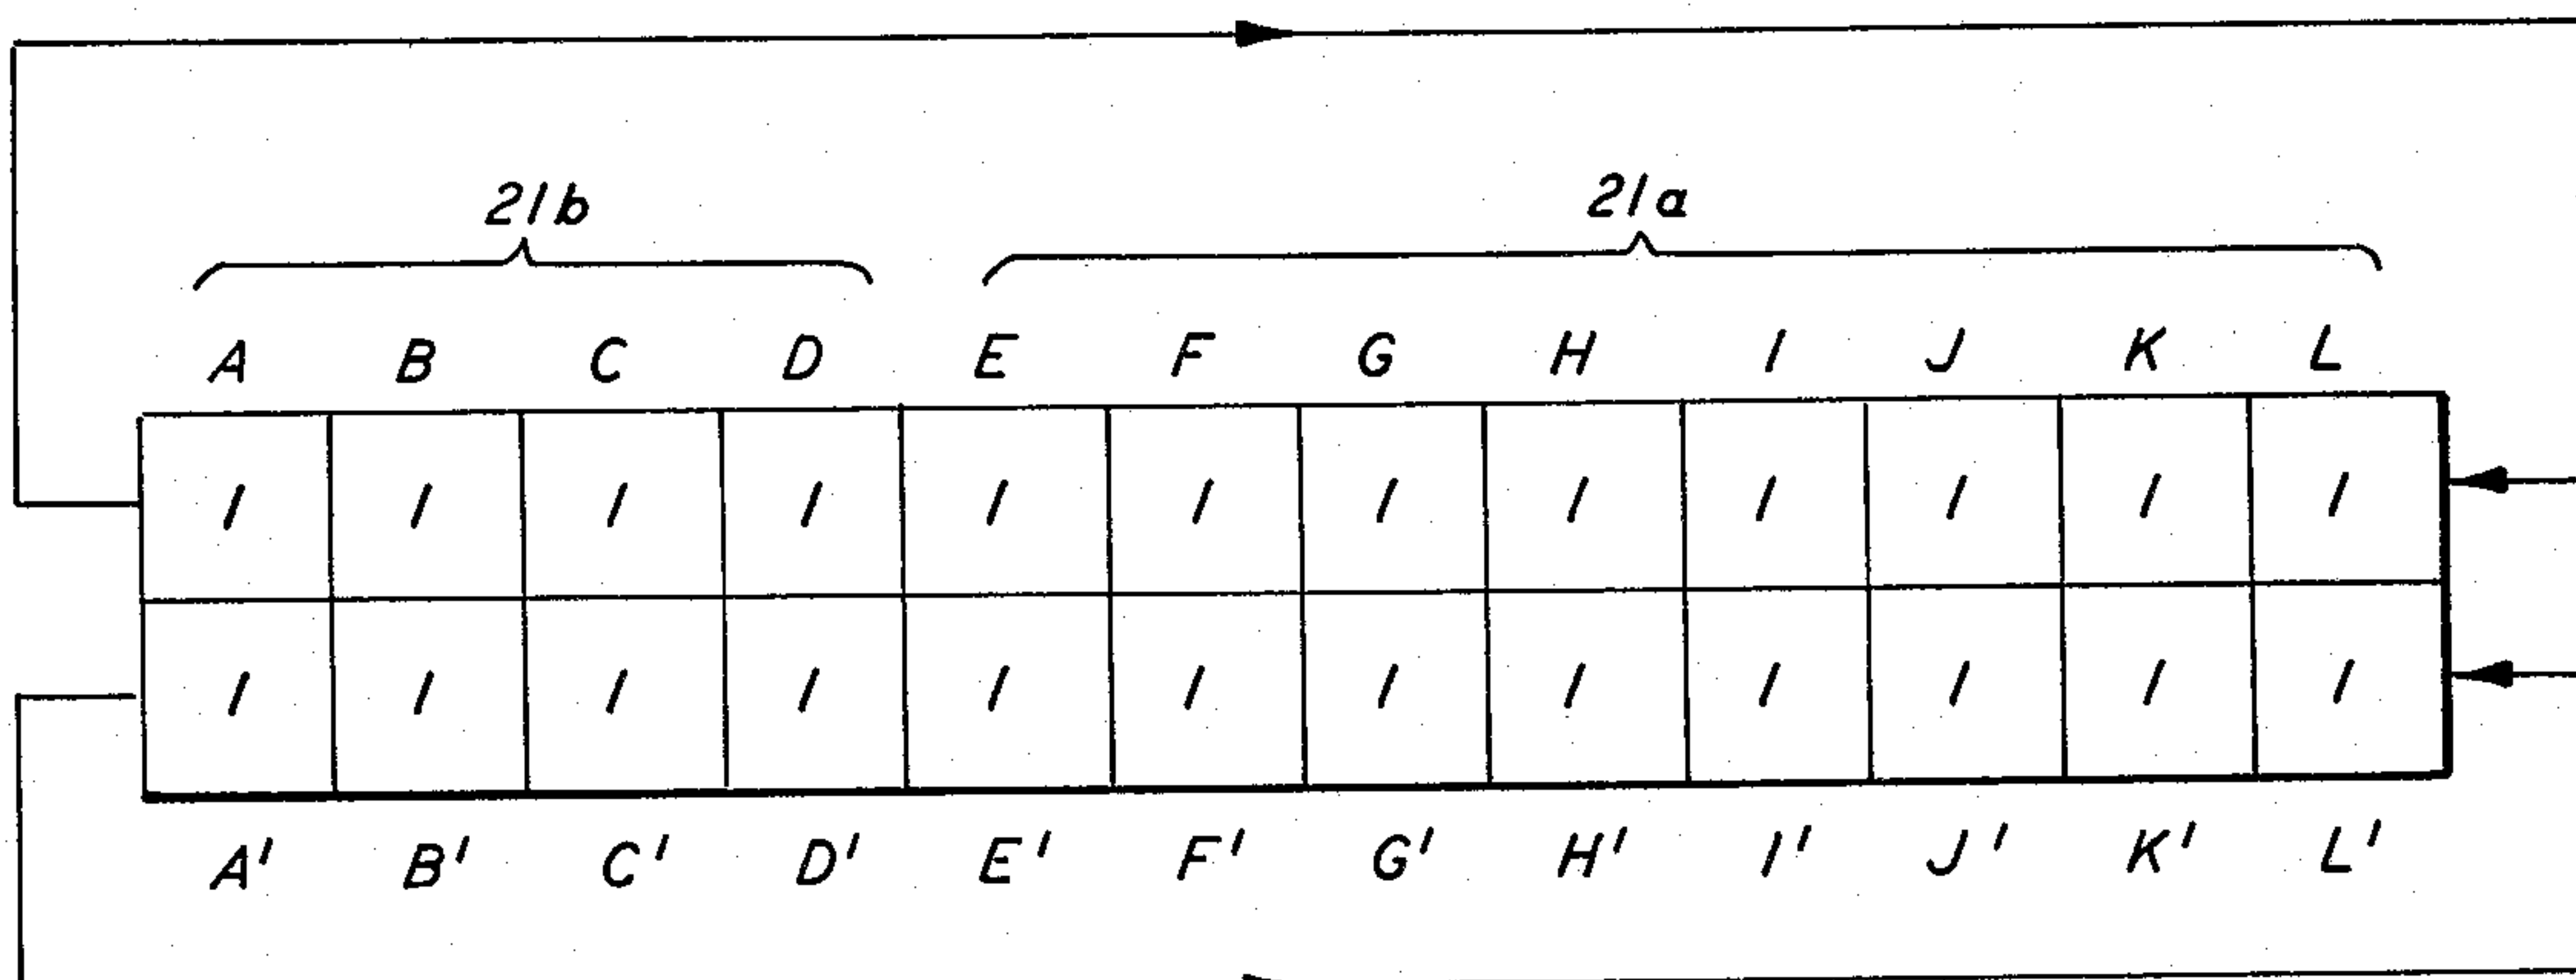 21b 21a
A B C D E F G H I J K L
1 1 1 1 1 1 1 1 1 1 1 1
1 1 1 1 1 1 1 1 1 1 1 1
A' B' C' D' E' F' G' H' I' J' K' L'